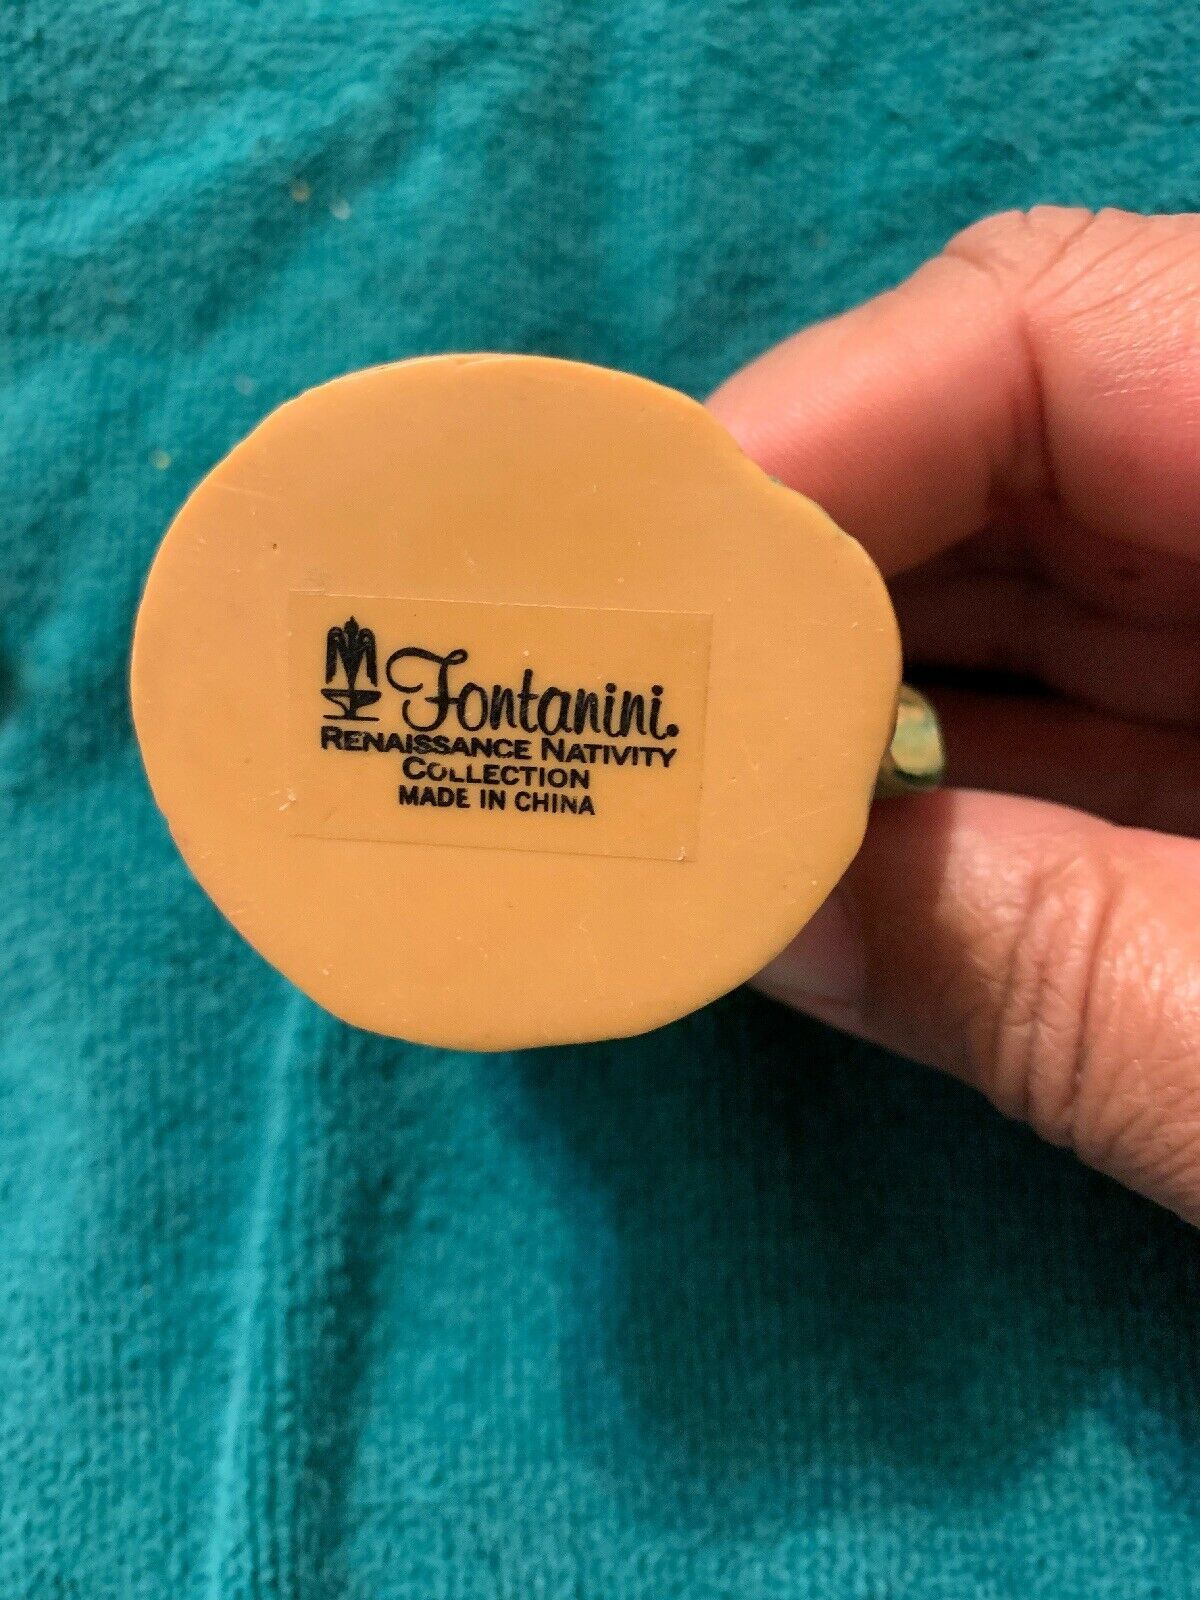 Fontanini.
RENAISSANCE NATIVITY
COLLECTION
MADE IN CHINA